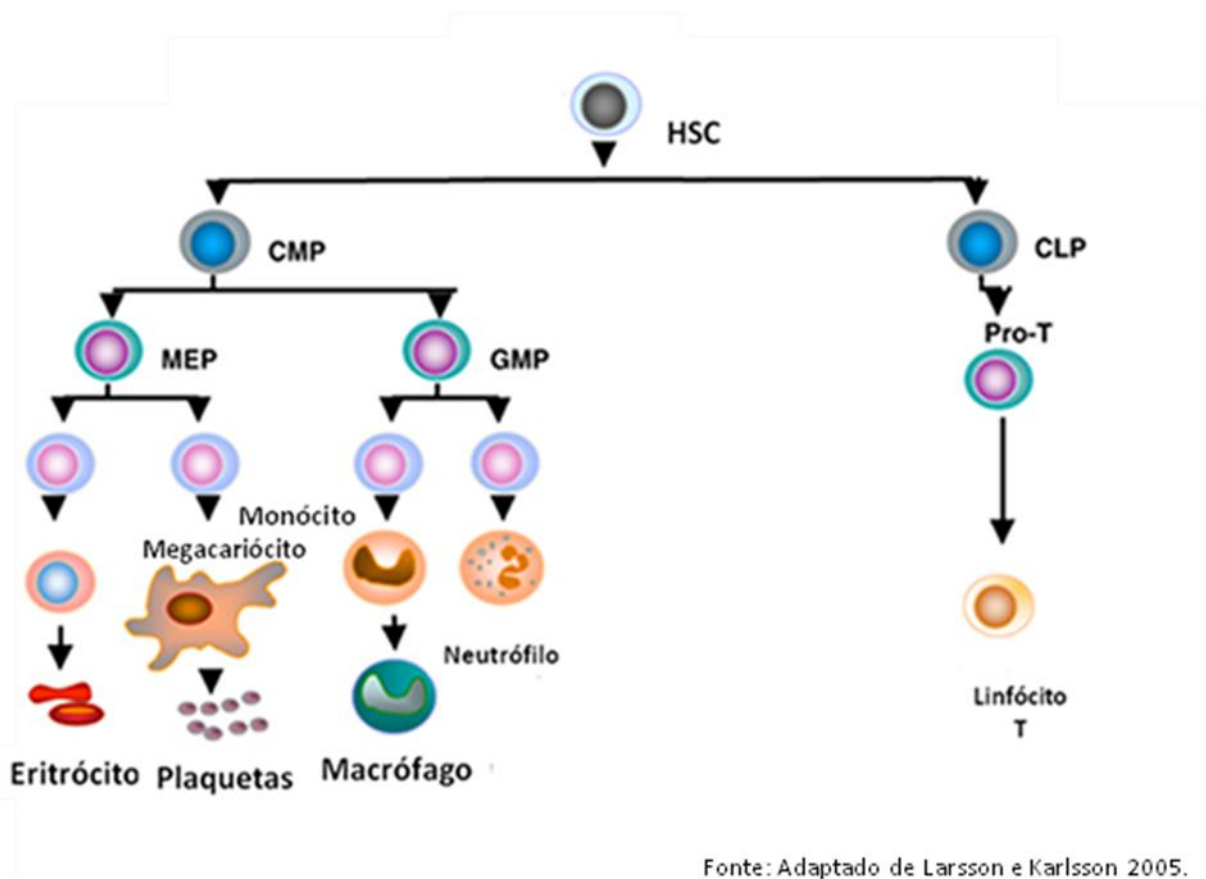 HSC
CMP
CLP
MEP
GMP
Pro-T
Monócito
Megacariócito
Neutrófilo
Linfócito
T
Eritrócito
Plaquetas
Macrófago
Fonte: Adaptado de Larsson e Karlsson 2005.